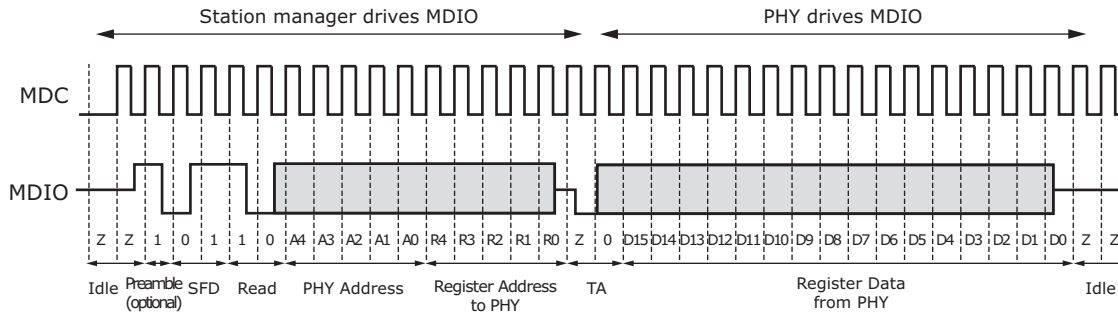 Station manager drives MDIO PHY drives MDIO
MDC
MDIO
Z Z 1 0 1 1 0 A4 A3 A2 A1 A0 R4 R3 R2 R1 R0 Z 0 D15 D14 D13 D12 D11 D10 D9 D8 D7 D6 D5 D4 D3 D2 D1 D0 Z Z
Idle Preamble (optional) SFD Read PHY Address Register Address to PHY TA Register Data from PHY Idle